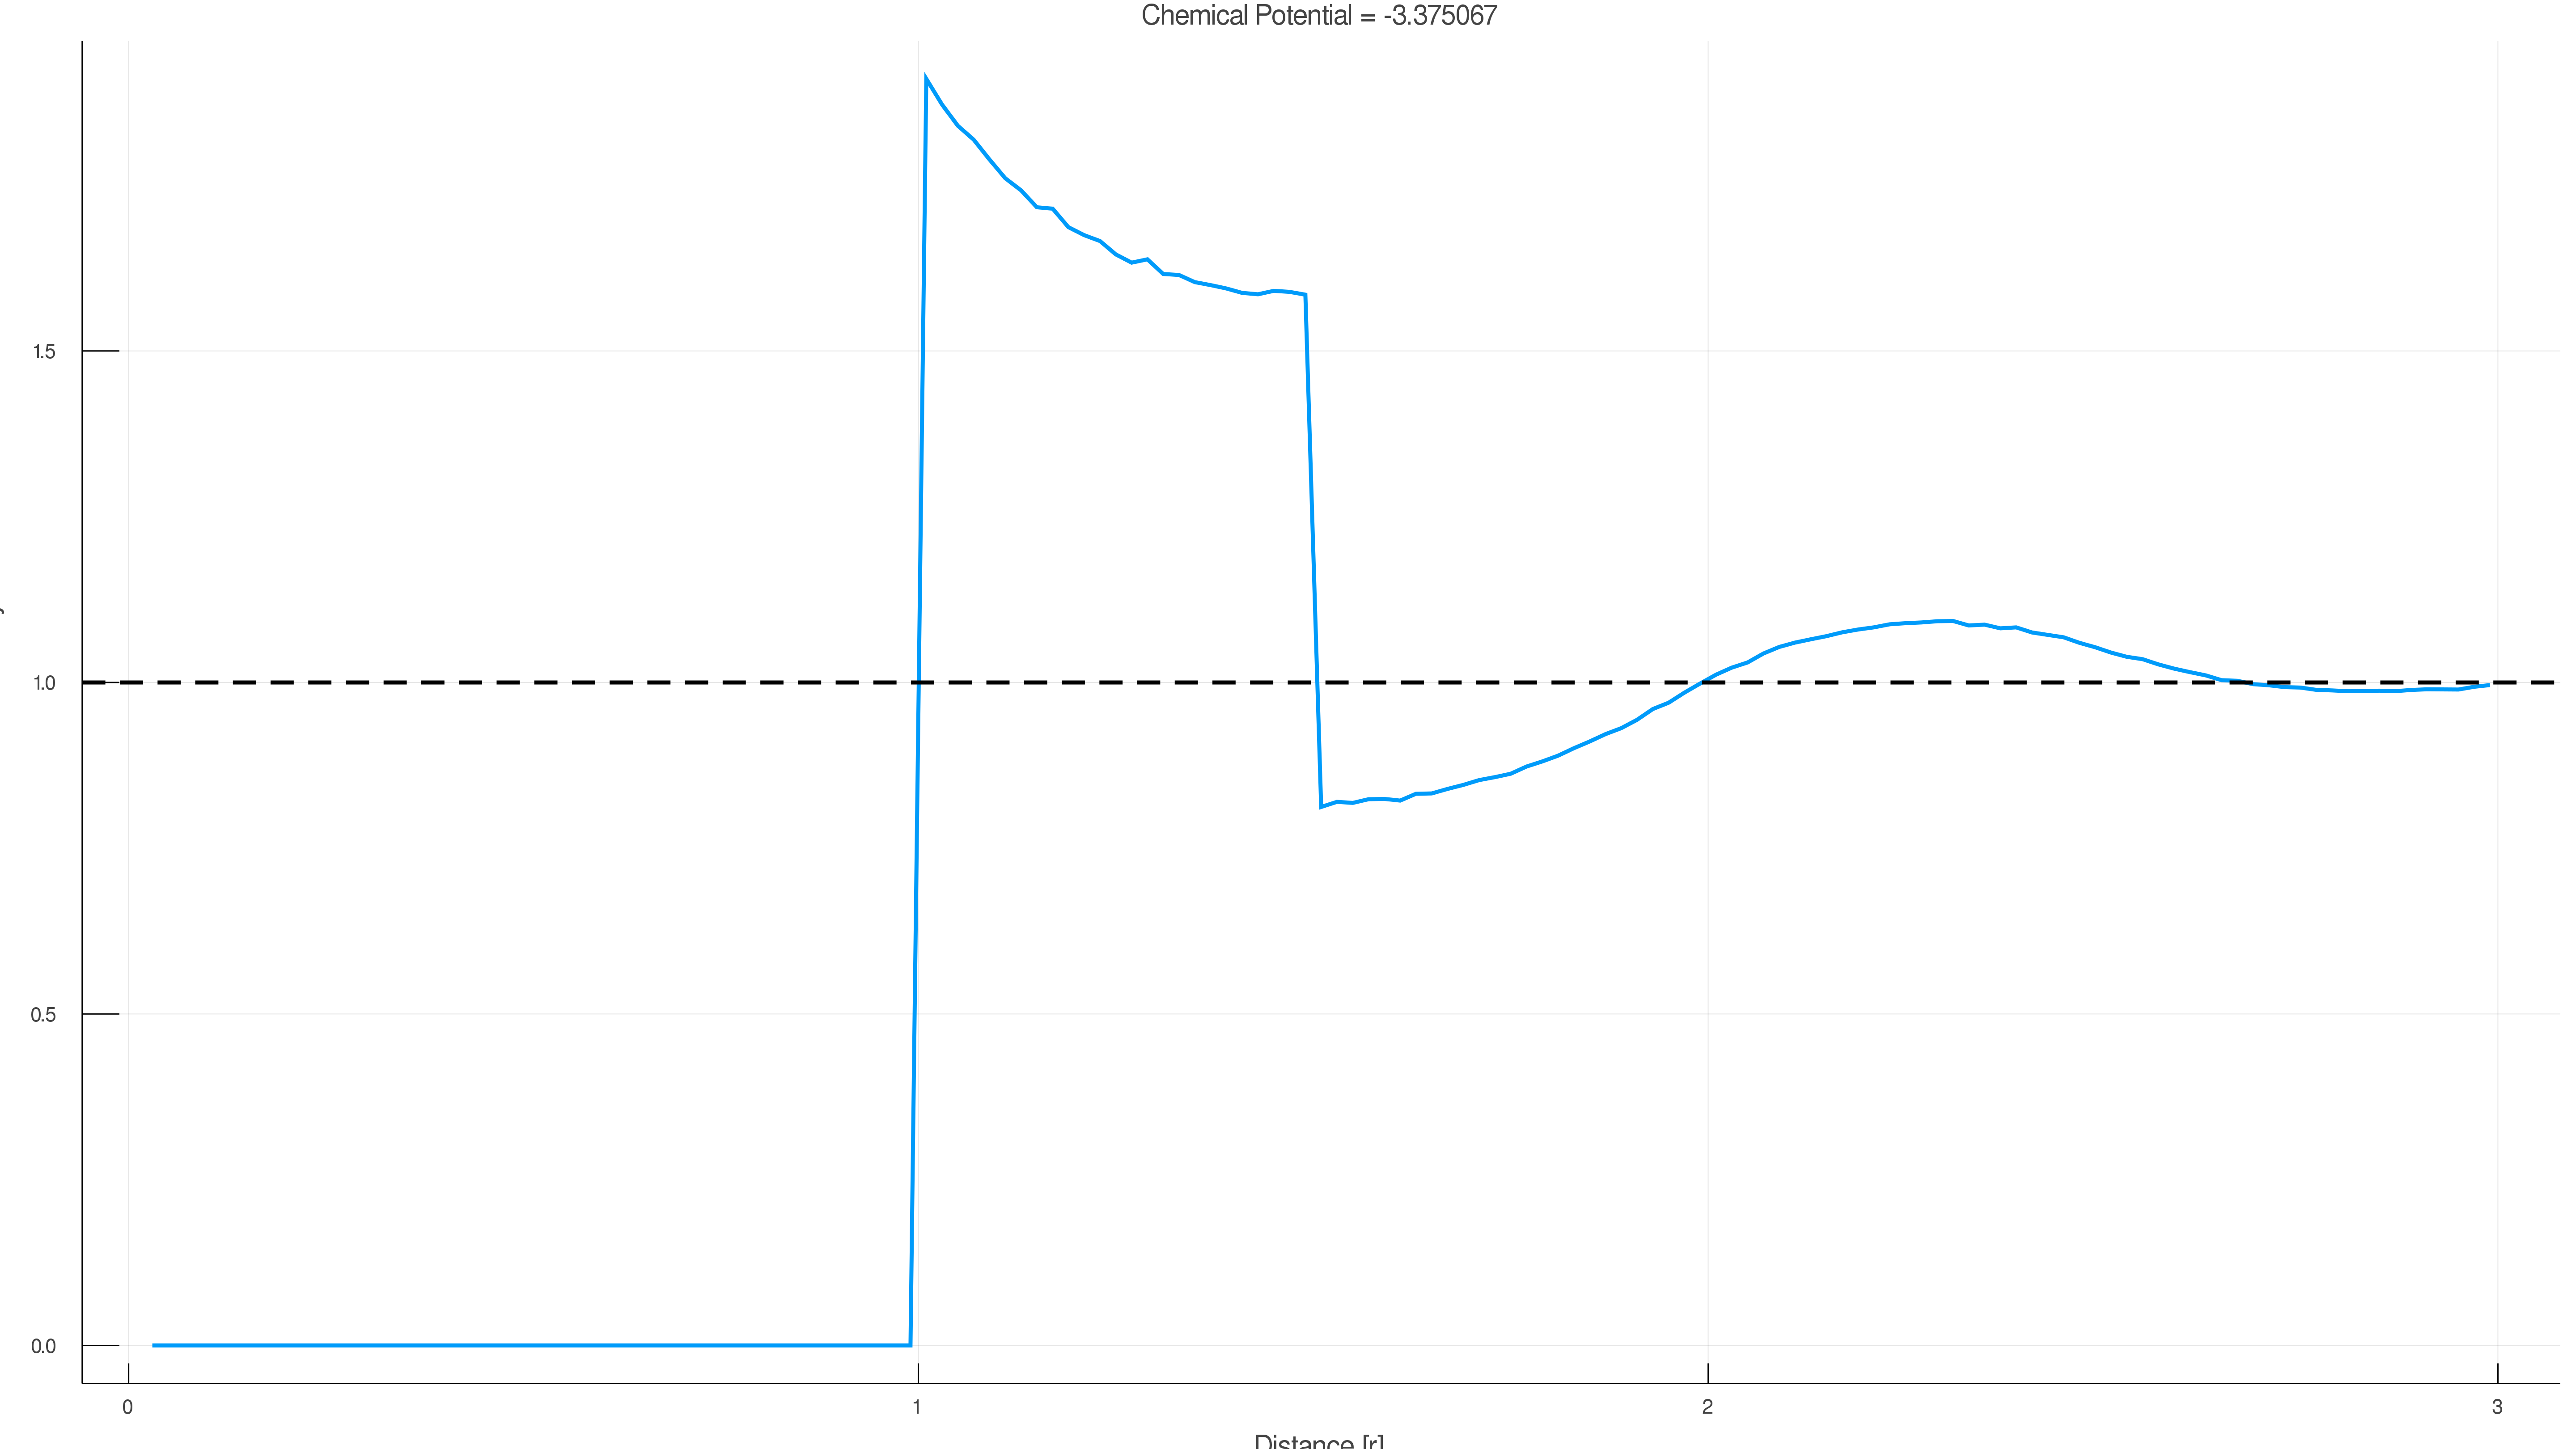 Chemical Potential = -3.375067
1.5
1.0
0.5
0.0
0 1 2 3
Distance [r]